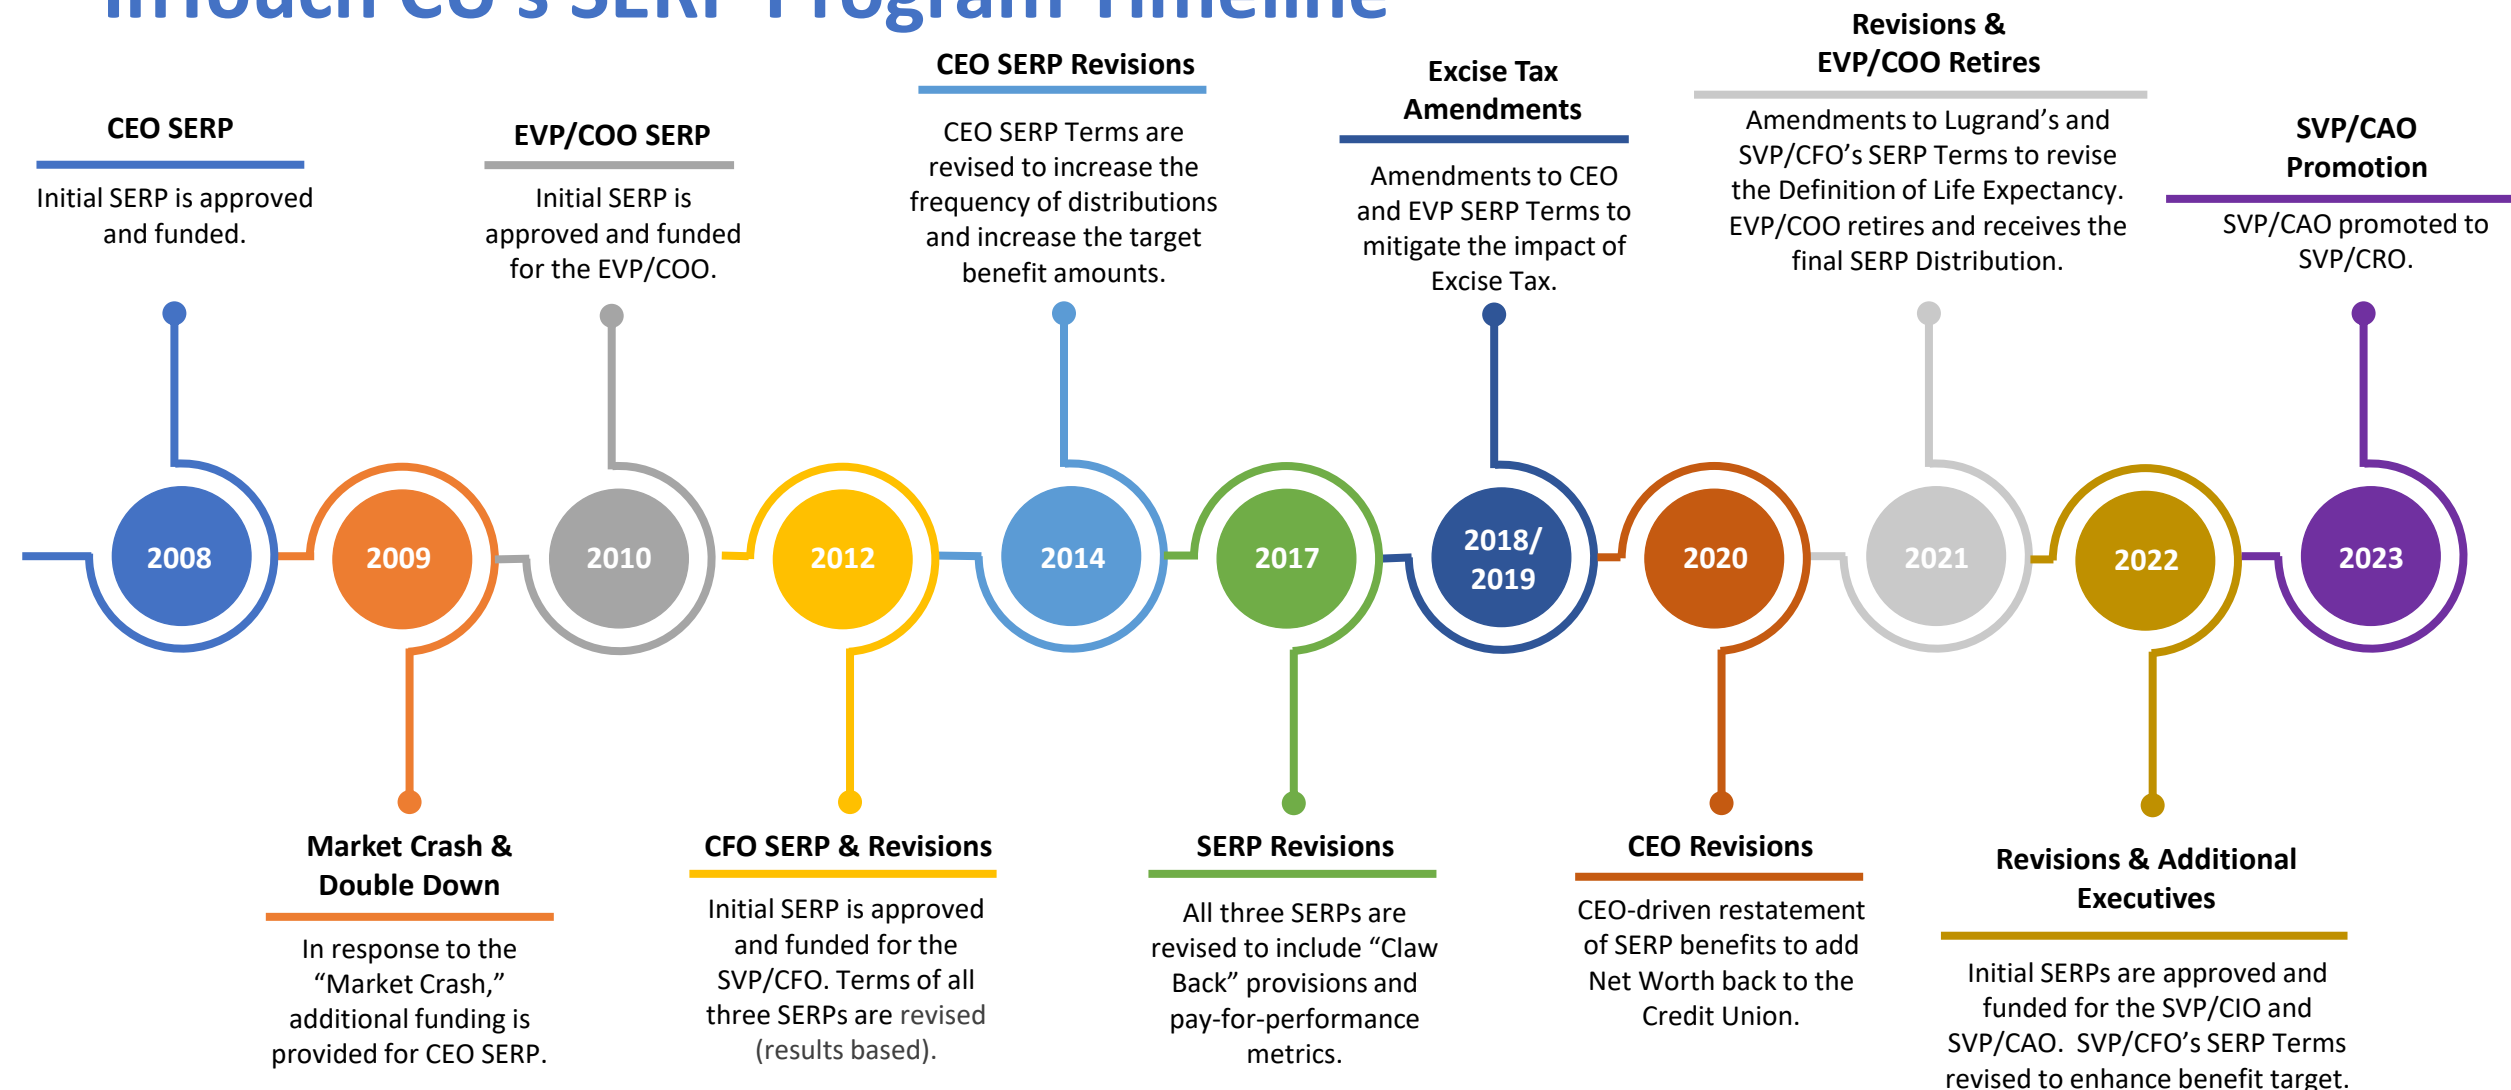 InTouch CU's SERP Program Timeline
CEO SERP
Initial SERP is approved
and funded.
EVP/COO SERP
Initial SERP is
approved and funded
for the EVP/COO.
CEO SERP Revisions
CEO SERP Terms are
revised to increase the
frequency of distributions
and increase the target
benefit amounts.
Excise Tax
Amendments
Amendments to CEO
and EVP SERP Terms to
mitigate the impact of
Excise Tax.
Revisions &
EVP/COO Retires
Amendments to Lugrand's and
SVP/CFO's SERP Terms to revise
the Definition of Life Expectancy.
EVP/COO retires and receives the
final SERP Distribution.
SVP/CAO
Promotion
SVP/CAO promoted to
SVP/CRO.
2008
2009
2010
2012
2014
2017
2018/
2019
2020
2021
2022
2023
Market Crash &
Double Down
In response to the
“Market Crash,”
additional funding is
provided for CEO SERP.
CFO SERP & Revisions
Initial SERP is approved
and funded for the
SVP/CFO. Terms of all
three SERPs are revised
(results based).
SERP Revisions
All three SERPs are
revised to include “Claw
Back” provisions and
pay-for-performance
metrics.
CEO Revisions
CEO-driven restatement
of SERP benefits to add
Net Worth back to the
Credit Union.
Revisions & Additional
Executives
Initial SERPs are approved and
funded for the SVP/CIO and
SVP/CAO.  SVP/CFO's SERP Terms
revised to enhance benefit target.